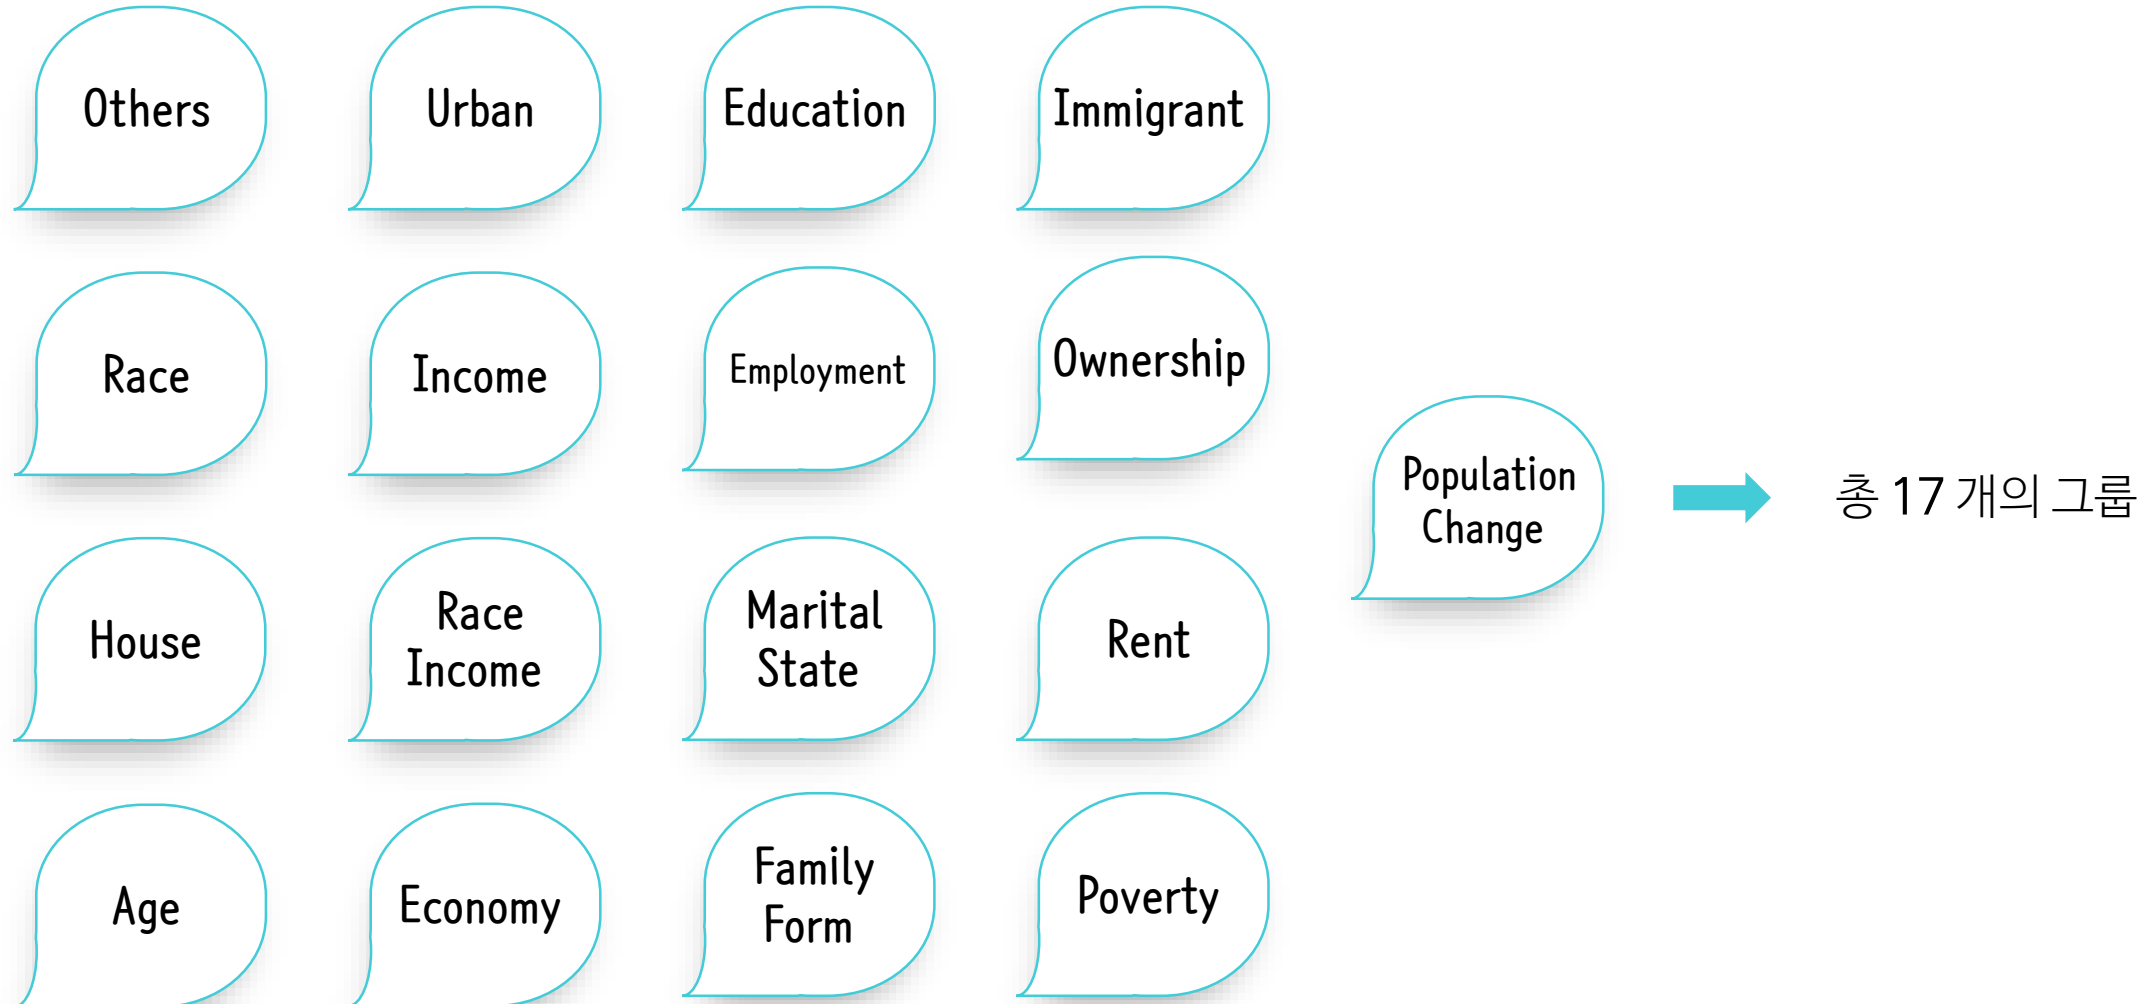 Others
Urban
Education
Immigrant
Race
Income
Employment
Ownership
Population
Change
총 17 개의 그룹
House
Race
Income
Marital
State
Rent
Age
Economy
Family
Form
Poverty